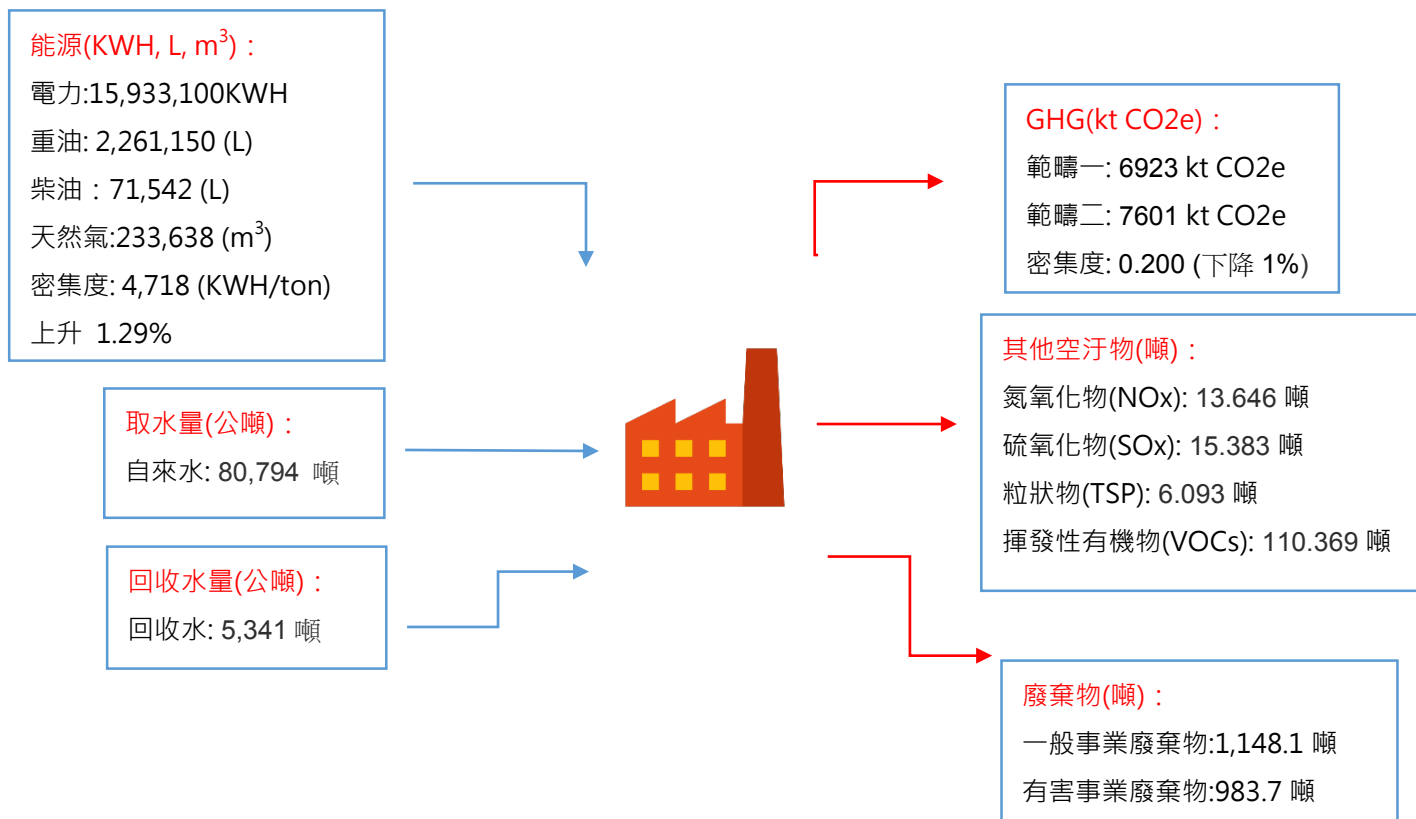 能源(KWH, L, m³)：
電力:15,933,100KWH
重油: 2,261,150 (L)
柴油：71,542 (L)
天然氣:233,638 (m³)
密集度: 4,718 (KWH/ton)
上升 1.29%
取水量(公噸)：
自來水: 80,794 噸
回收水量(公噸)：
回收水: 5,341 噸
GHG(kt CO2e)：
範疇一: 6923 kt CO2e
範疇二: 7601 kt CO2e
密集度: 0.200 (下降 1%)
其他空汙物(噸)：
氮氧化物(NOx): 13.646 噸
硫氧化物(SOx): 15.383 噸
粒狀物(TSP): 6.093 噸
揮發性有機物(VOCs): 110.369 噸
廢棄物(噸)：
一般事業廢棄物:1,148.1 噸
有害事業廢棄物:983.7 噸